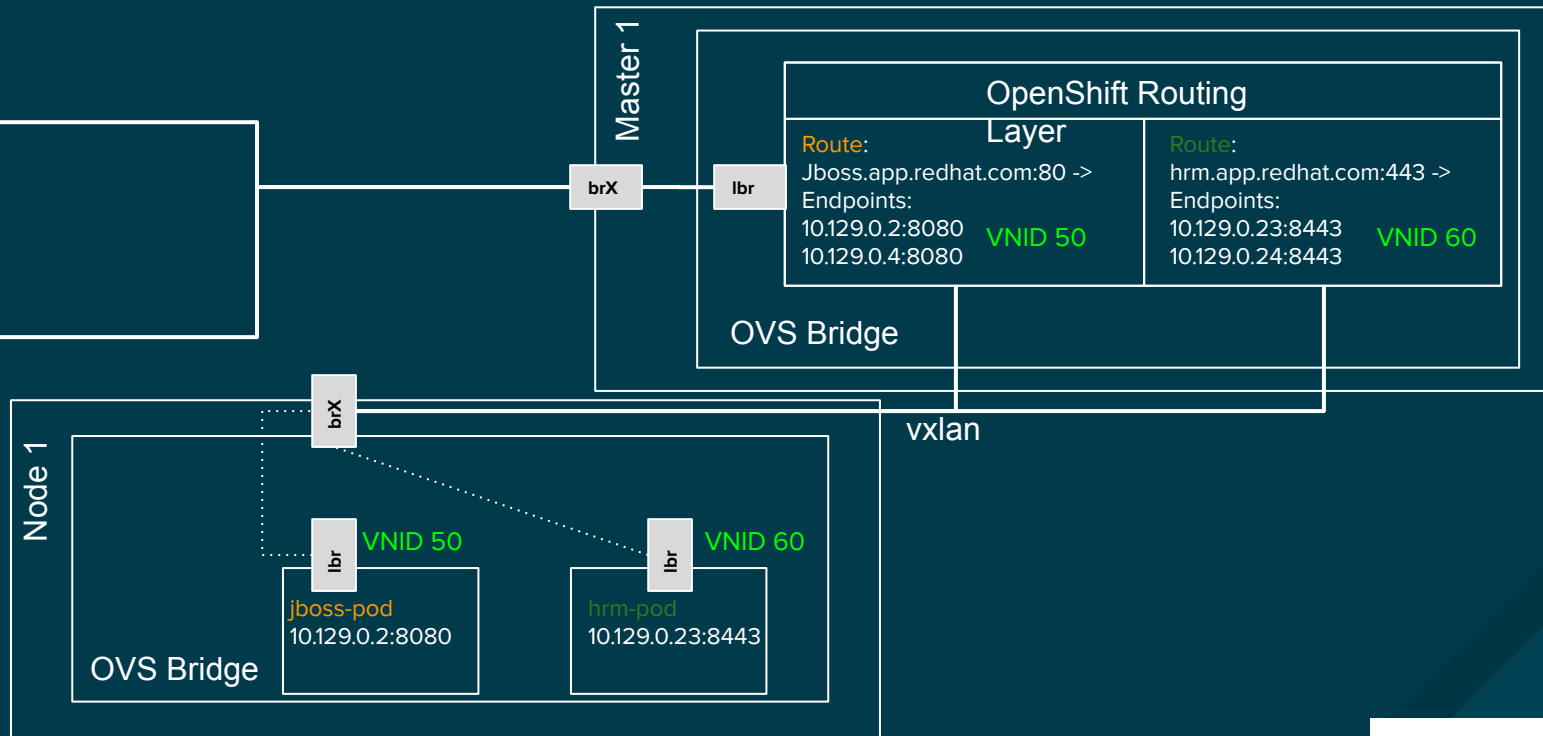 Master 1
OpenShift Routing
Layer
brX
lbr
Route:
Jboss.app.redhat.com:80 ->
Endpoints:
10.129.0.2:8080
10.129.0.4:8080
VNID 50
Route:
hrm.app.redhat.com:443 ->
Endpoints:
10.129.0.23:8443
10.129.0.24:8443
VNID 60
OVS Bridge
vxlan
Node 1
brX
lbr
VNID 50
jboss-pod
10.129.0.2:8080
lbr
VNID 60
hrm-pod
10.129.0.23:8443
OVS Bridge